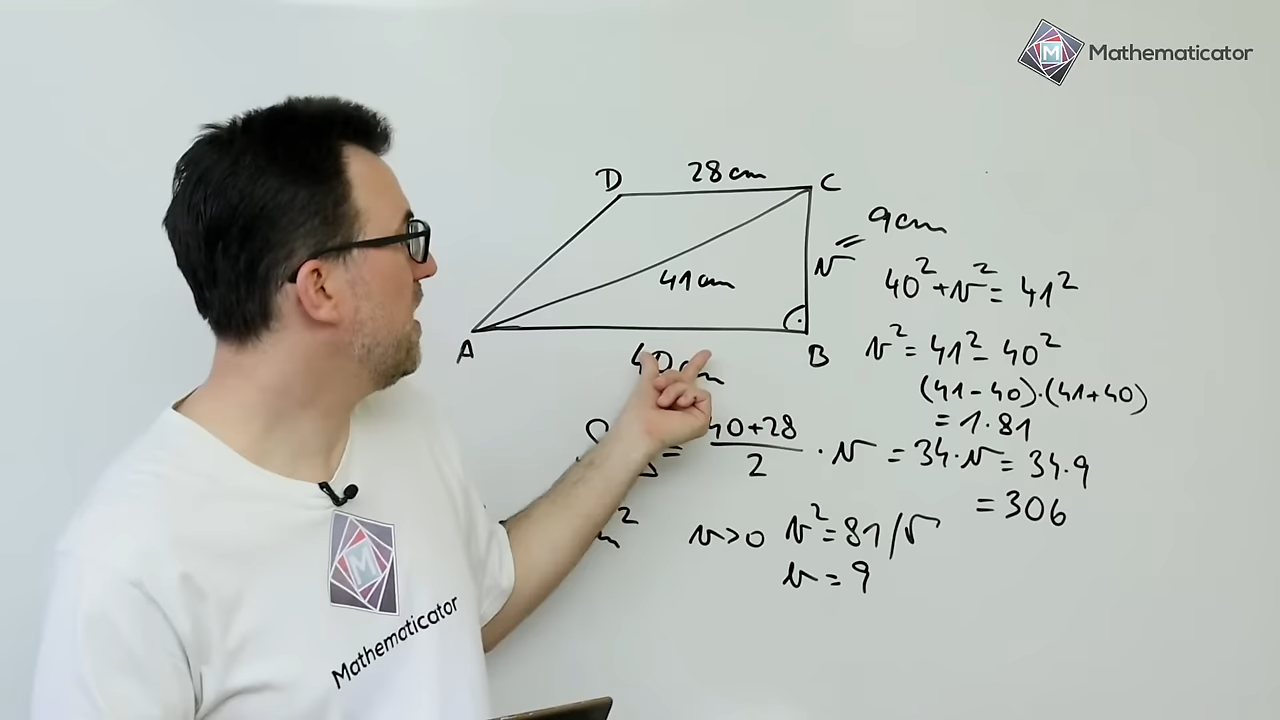 Mathematicator
D 28 cm C
9 cm
41 cm v =
40² + v² = 41²
A 40 cm B
v² = 41² - 40²
(41 - 40) · (41 + 40)
= 1 · 81
= 40 + 28 / 2 · v = 34 · v = 34 · 9
= 306
v > 0 v² = 81 /√
v = 9
M
Mathematicator